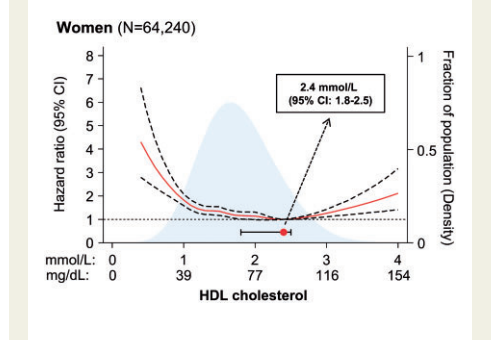 Women (N=64,240)
8
7
6
5
4
3
2
1
0
Hazard ratio (95% CI)
2.4 mmol/L
(95% CI: 1.8-2.5)
1
0.5
0
Fraction of population (Density)
mmol/L: 0 1 2 3 4
mg/dL: 0 39 77 116 154
HDL cholesterol